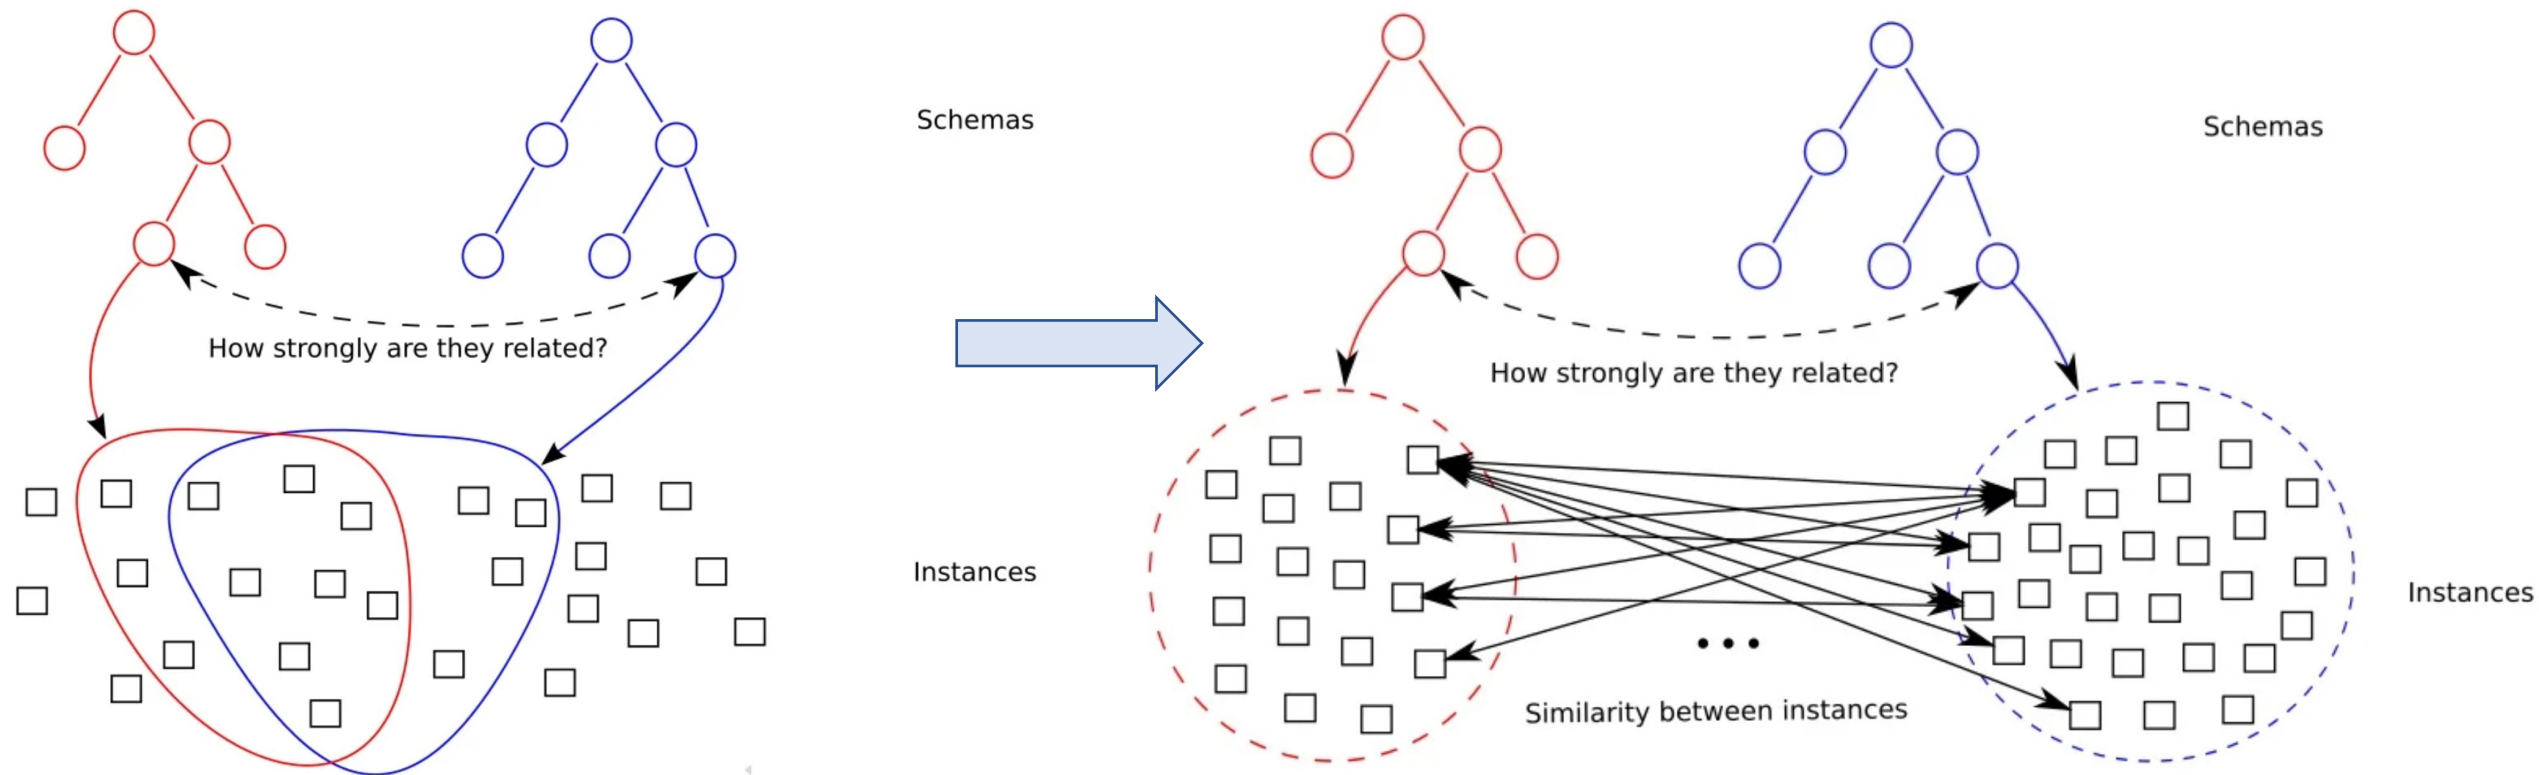 Schemas
How strongly are they related?
Instances
Schemas
How strongly are they related?
Instances
Similarity between instances